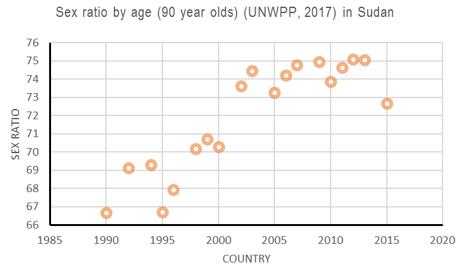 Sex ratio by age (90 year olds) (UNWPP, 2017) in Sudan
76
75
74
73
72
71
70
69
68
67
66
SEX RATIO
1985 1990 1995 2000 2005 2010 2015 2020
COUNTRY